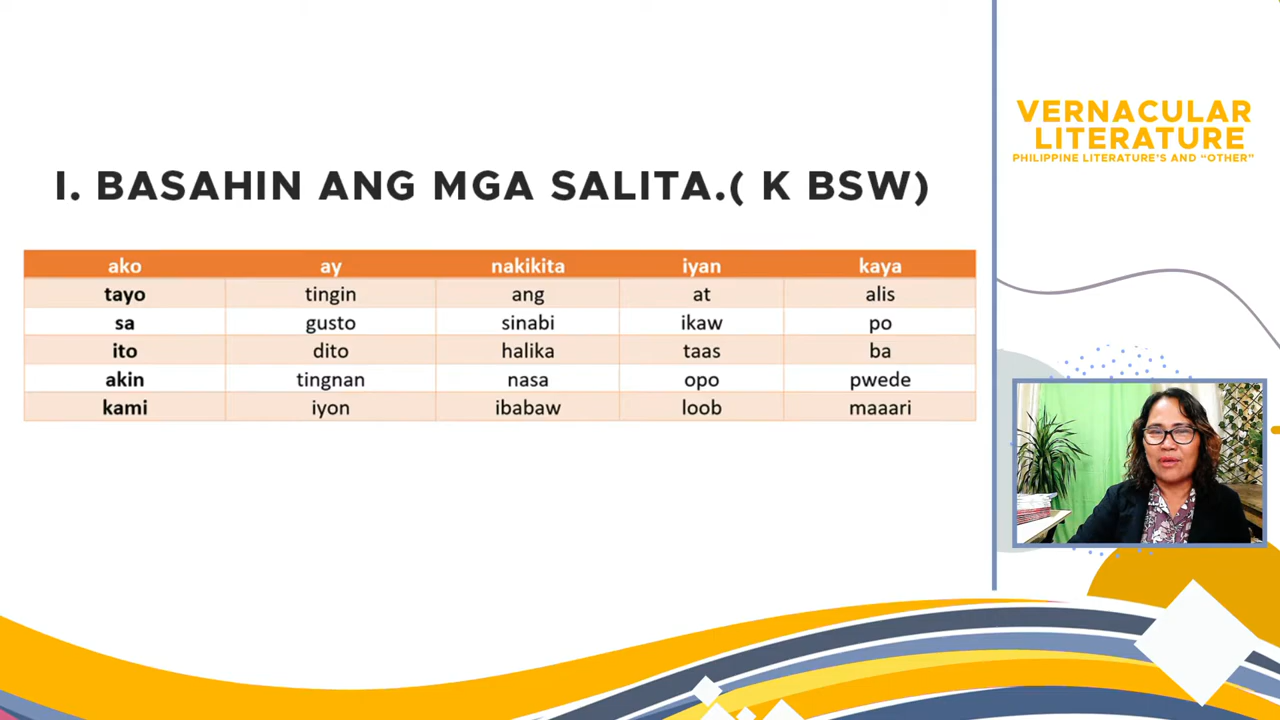 I. BASAHIN ANG MGA SALITA.( K BSW)
ako ay nakikita iyan kaya
tayo tingin ang at alis
sa gusto sinabi ikaw po
ito dito halika taas ba
akin tingnan nasa opo pwede
kami iyon ibabaw loob maaari
VERNACULAR
LITERATURE
PHILIPPINE LITERATURE'S AND “OTHER”